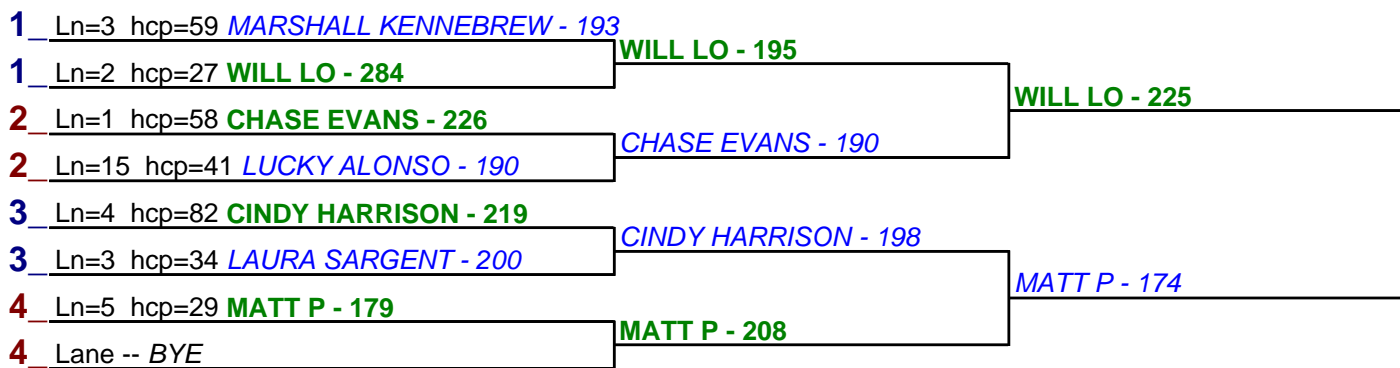 1_ Ln=3 hcp=59 MARSHALL KENNEBREW - 193
WILL LO - 195
1_ Ln=2 hcp=27 WILL LO - 284
WILL LO - 225
2_ Ln=1 hcp=58 CHASE EVANS - 226
CHASE EVANS - 190
2_ Ln=15 hcp=41 LUCKY ALONSO - 190
3_ Ln=4 hcp=82 CINDY HARRISON - 219
CINDY HARRISON - 198
3_ Ln=3 hcp=34 LAURA SARGENT - 200
MATT P - 174
4_ Ln=5 hcp=29 MATT P - 179
MATT P - 208
4_ Lane -- BYE